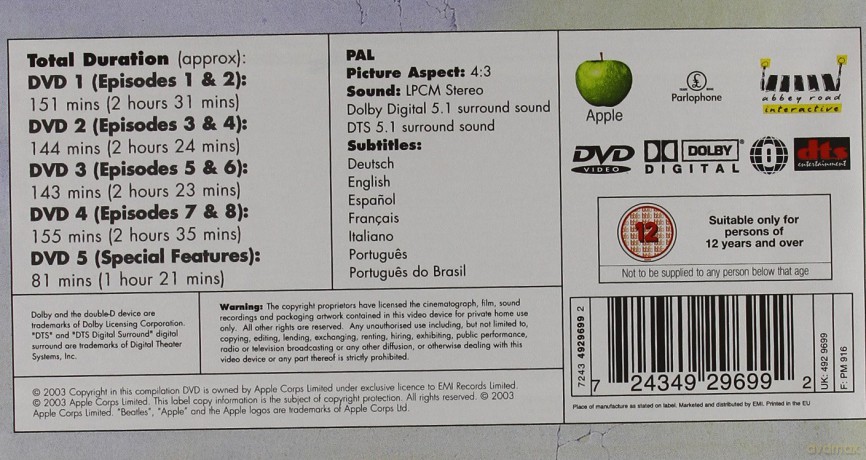 Total Duration (approx):
DVD 1 (Episodes 1 & 2):
151 mins (2 hours 31 mins)
DVD 2 (Episodes 3 & 4):
144 mins (2 hours 24 mins)
DVD 3 (Episodes 5 & 6):
143 mins (2 hours 23 mins)
DVD 4 (Episodes 7 & 8):
155 mins (2 hours 35 mins)
DVD 5 (Special Features):
81 mins (1 hour 21 mins)
PAL
Picture Aspect: 4:3
Sound: LPCM Stereo
Dolby Digital 5.1 surround sound
DTS 5.1 surround sound
Subtitles:
Deutsch
English
Español
Français
Italiano
Português
Português do Brasil
Apple
£
Parlophone
abbey road
interactive
DVD
VIDEO
DOLBY
DIGITAL
0
dts
entertainment
12
Suitable only for
persons of
12 years and over
Not to be supplied to any person below that age
Dolby and the double-D device are
trademarks of Dolby Licensing Corporation.
"DTS" and "DTS Digital Surround" digital
surround are trademarks of Digital Theater
Systems, Inc.
Warning: The copyright proprietors have licensed the cinematograph, film, sound
recordings and packaging artwork contained in this video device for private home use
only. All other rights are reserved. Any unauthorised use including, but not limited to,
copying, editing, lending, exchanging, renting, hiring, exhibiting, public performance,
radio or television broadcasting or any other diffusion, or otherwise dealing with this
video device or any part thereof is strictly prohibited.
© 2003 Copyright in this compilation DVD is owned by Apple Corps Limited under exclusive licence to EMI Records Limited.
© 2003 Apple Corps Limited. This label copy information is the subject of copyright protection. All rights reserved. © 2003
Apple Corps Limited. "Beatles", "Apple" and the Apple logos are trademarks of Apple Corps Ltd.
7243 4929699 2
7 24349 29699 2
UK: 492 9699
F: PM 916
Place of manufacture as stated on label. Marketed and distributed by EMI. Printed in the EU
avamax